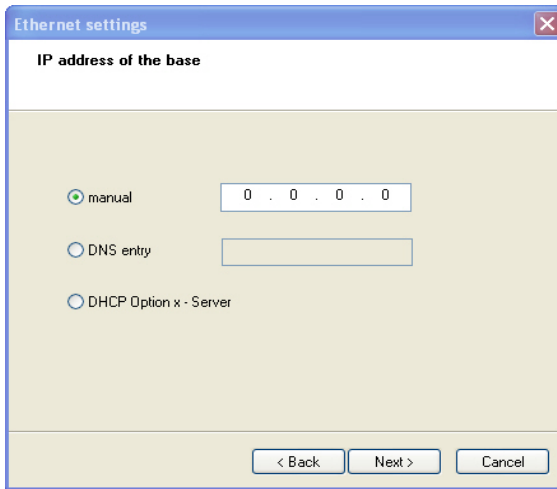 Ethernet settings
IP address of the base
manual 0 . 0 . 0 . 0
DNS entry
DHCP Option x - Server
< Back Next > Cancel